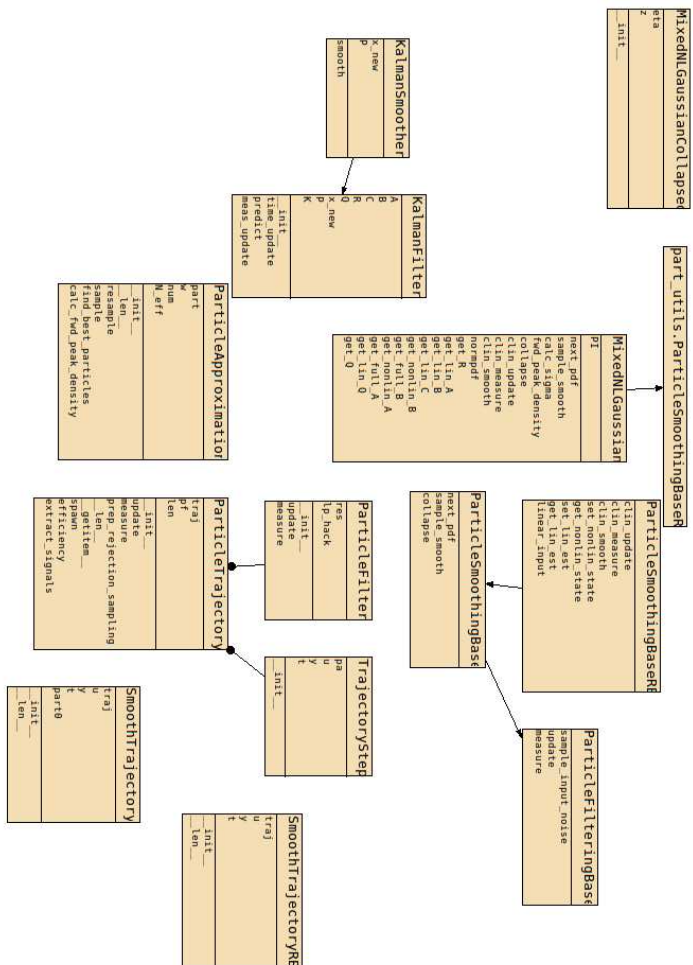 part_utils.ParticleSmoothingBaseR
MixedNLGaussianCollapsed
eta
z
__init__
ParticleSmoothingBaseRB
clin_update
clin_measure
clin_smooth
set_nonlin_state
get_nonlin_state
set_lin_est
get_lin_est
linear_input
MixedNLGaussian
PI
next_pdf
sample_smooth
calc_sigma
fwd_peak_density
collapse
clin_update
clin_measure
clin_smooth
normpdf
get_R
get_lin_A
get_lin_B
get_lin_C
get_nonlin_B
get_full_B
get_nonlin_A
get_full_A
get_lin_Q
get_Q
ParticleFilteringBase
sample_input_noise
update
measure
ParticleSmoothingBase
next_pdf
sample_smooth
collapse
KalmanSmoother
x_new
P
smooth
KalmanFilter
A
B
C
R
Q
x_new
P
K
__init__
time_update
predict
meas_update
ParticleFilter
res
lp_hack
__init__
update
measure
TrajectoryStep
pa
u
y
t
__init__
SmoothTrajectoryRB
traj
u
y
t
__init__
__len__
ParticleApproximation
part
w
num
N_eff
__init__
__len__
resample
sample
find_best_particles
calc_fwd_peak_density
ParticleTrajectory
traj
pf
len
__init__
update
measure
prep_rejection_sampling
__len__
__getitem__
spawn
efficiency
extract_signals
SmoothTrajectory
traj
u
y
t
part0
__init__
__len__